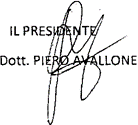 IL PRESIDENTE
Dott. PIERO AVALLONE